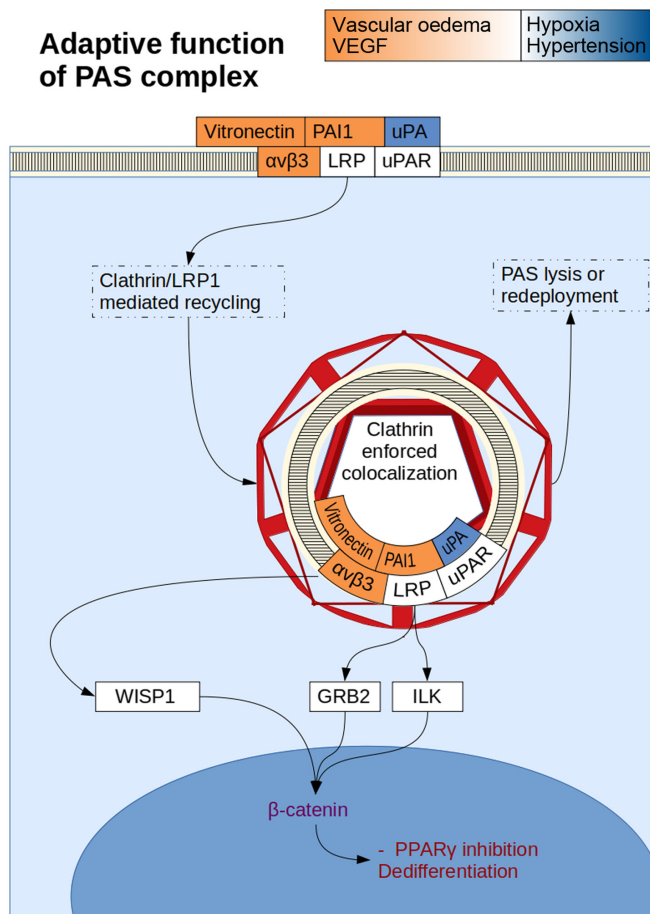 Adaptive function
of PAS complex
Vascular oedema
VEGF
Hypoxia
Hypertension
Vitronectin
PAI1
uPA
αvβ3
LRP
uPAR
Clathrin/LRP1
mediated recycling
PAS lysis or
redeployment
Clathrin
enforced
colocalization
Vitronectin
PAI1
uPA
αvβ3
LRP
uPAR
WISP1
GRB2
ILK
β-catenin
- PPARγ inhibition
Dedifferentiation